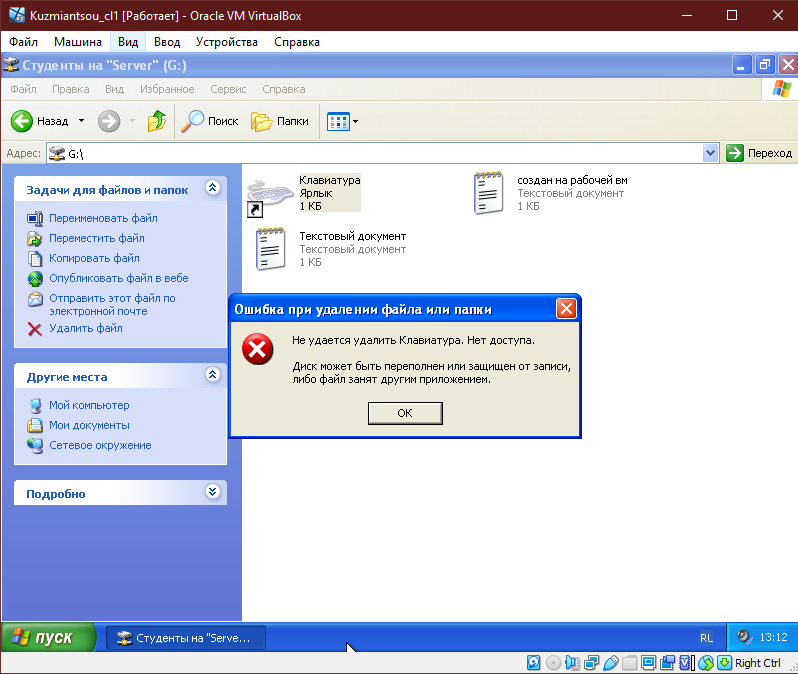 Kuzmiantsou_cl1 [Работает] - Oracle VM VirtualBox
Файл Машина Вид Ввод Устройства Справка
Студенты на "Server" (G:)
Файл Правка Вид Избранное Сервис Справка
Назад Поиск Папки
Адрес: G:\ Переход
Задачи для файлов и папок
Переименовать файл
Переместить файл
Копировать файл
Опубликовать файл в вебе
Отправить этот файл по
электронной почте
Удалить файл
Другие места
Мой компьютер
Мои документы
Сетевое окружение
Подробно
Клавиатура
Ярлык
1 КБ
создан на рабочей вм
Текстовый документ
1 КБ
Текстовый документ
Текстовый документ
1 КБ
Ошибка при удалении файла или папки
Не удается удалить Клавиатура. Нет доступа.
Диск может быть переполнен или защищен от записи,
либо файл занят другим приложением.
OK
пуск
Студенты на "Serve...
RL
13:12
Right Ctrl